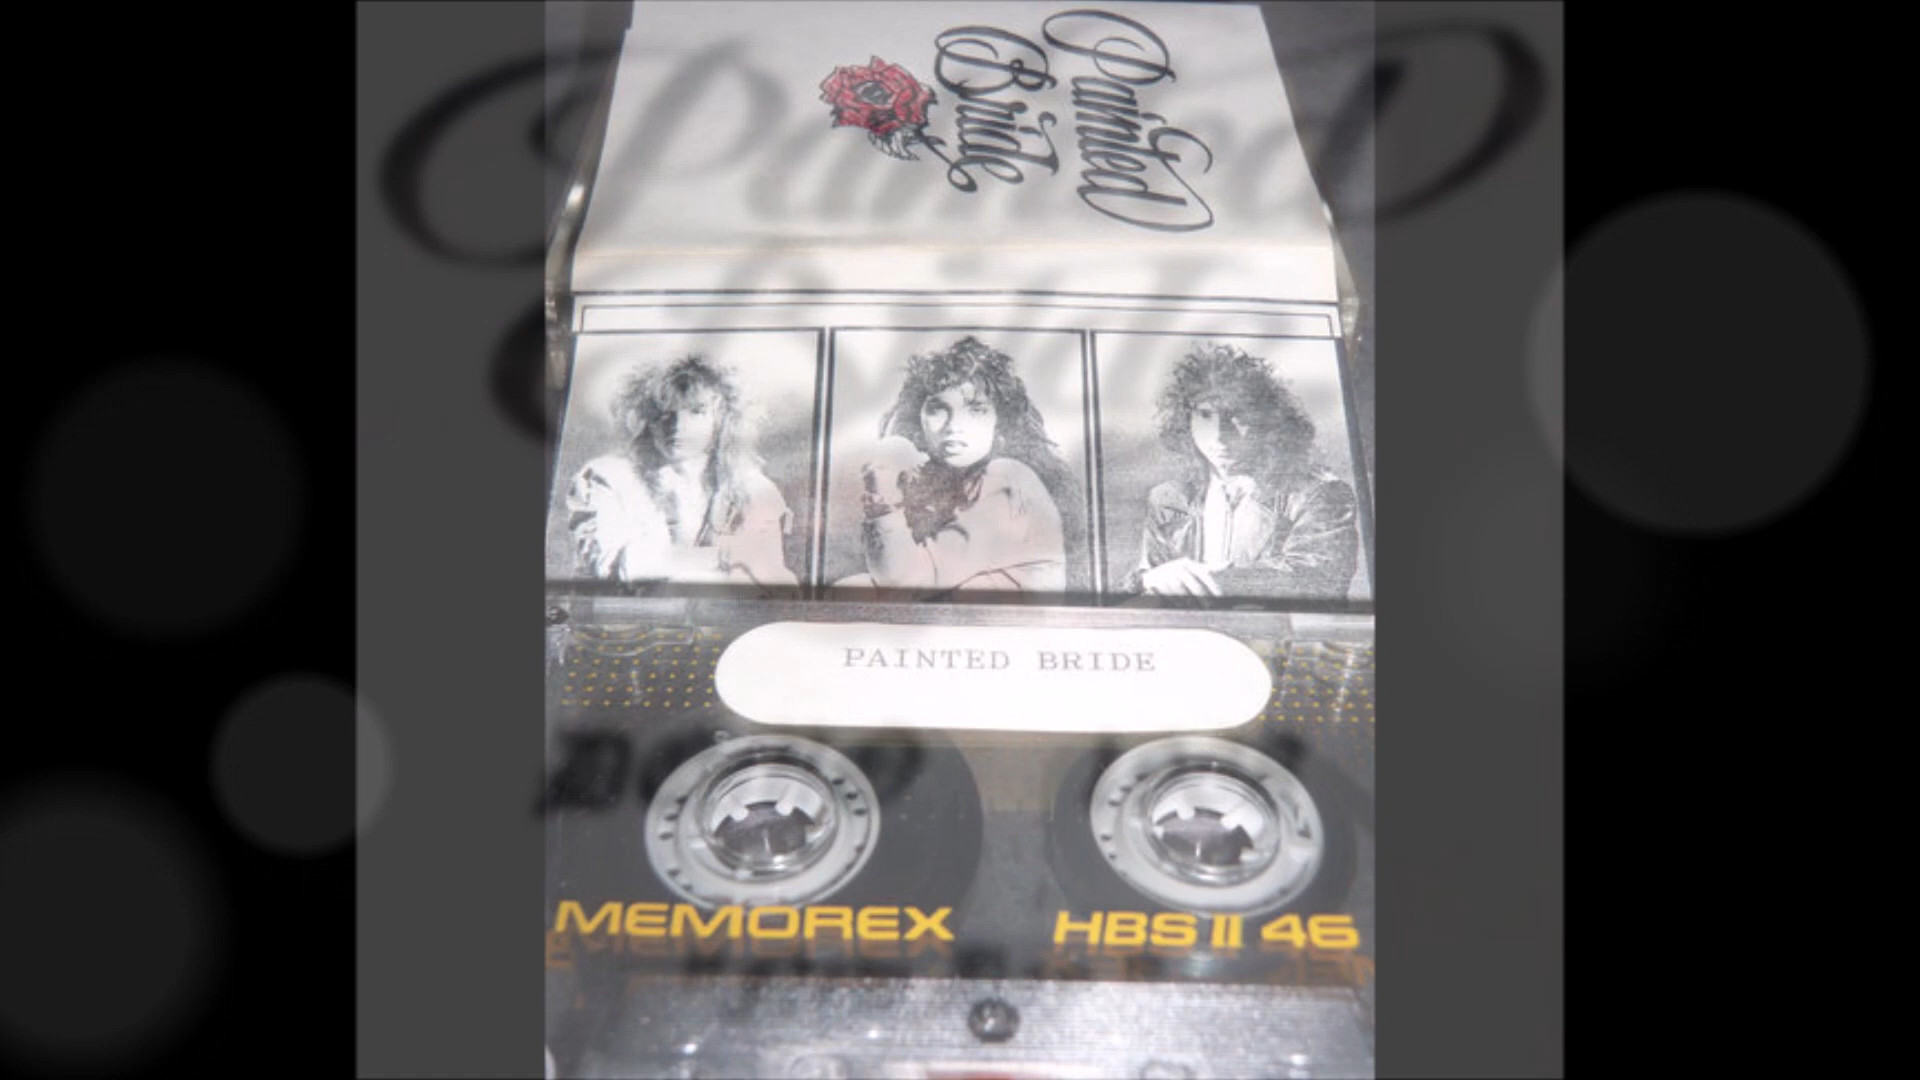 Painted
Bride
PAINTED BRIDE
MEMOREX
HBS II 46